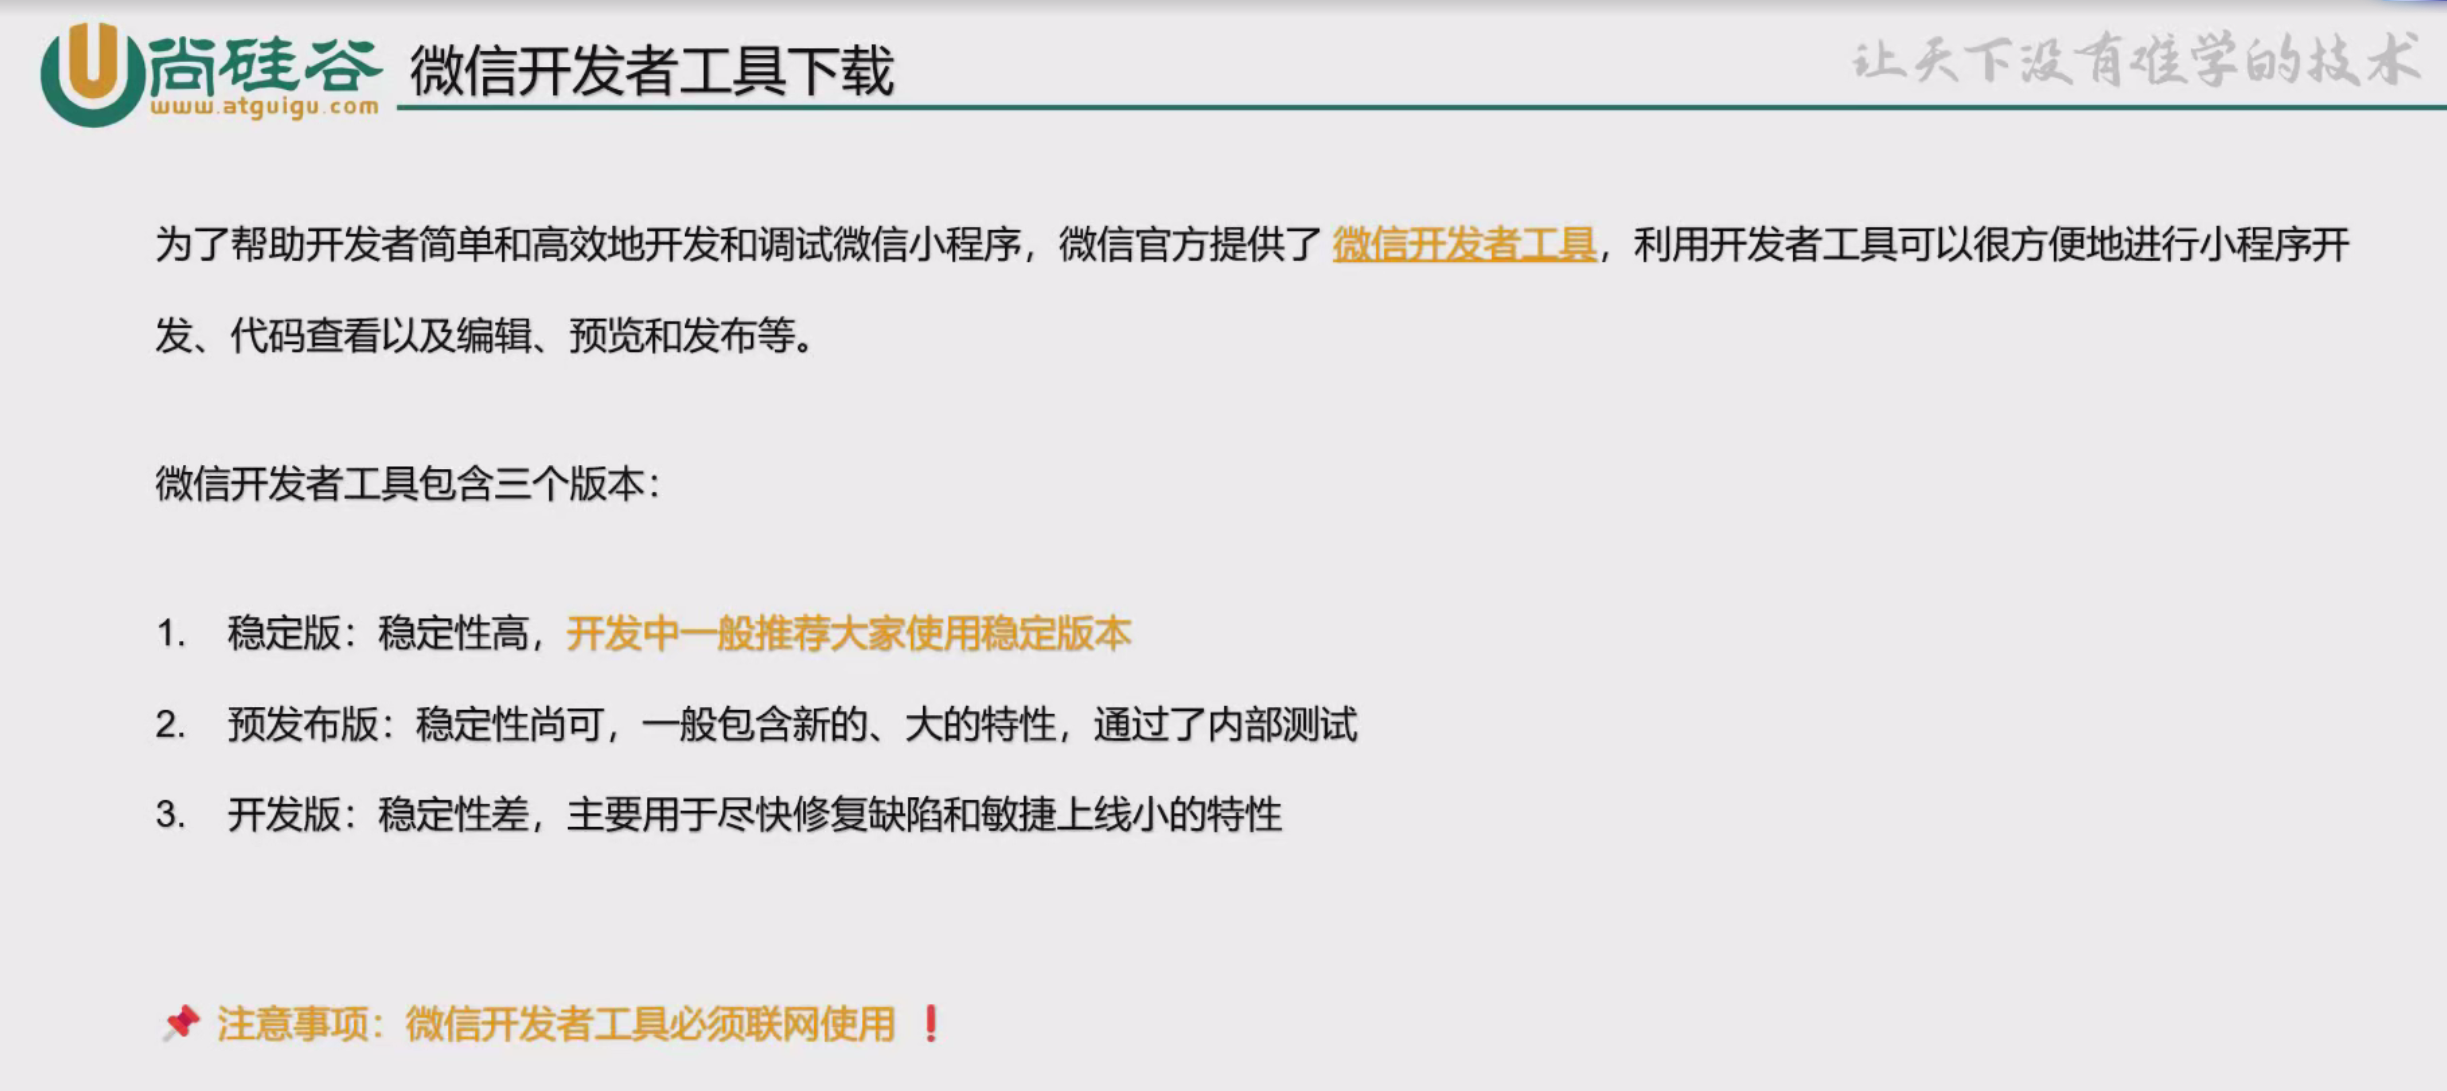 尚硅谷
www.atguigu.com
微信开发者工具下载
让天下没有难学的技术
为了帮助开发者简单和高效地开发和调试微信小程序，微信官方提供了 微信开发者工具，利用开发者工具可以很方便地进行小程序开
发、代码查看以及编辑、预览和发布等。
微信开发者工具包含三个版本：
1. 稳定版：稳定性高，开发中一般推荐大家使用稳定版本
2. 预发布版：稳定性尚可，一般包含新的、大的特性，通过了内部测试
3. 开发版：稳定性差，主要用于尽快修复缺陷和敏捷上线小的特性
📌 注意事项：微信开发者工具必须联网使用 ❗